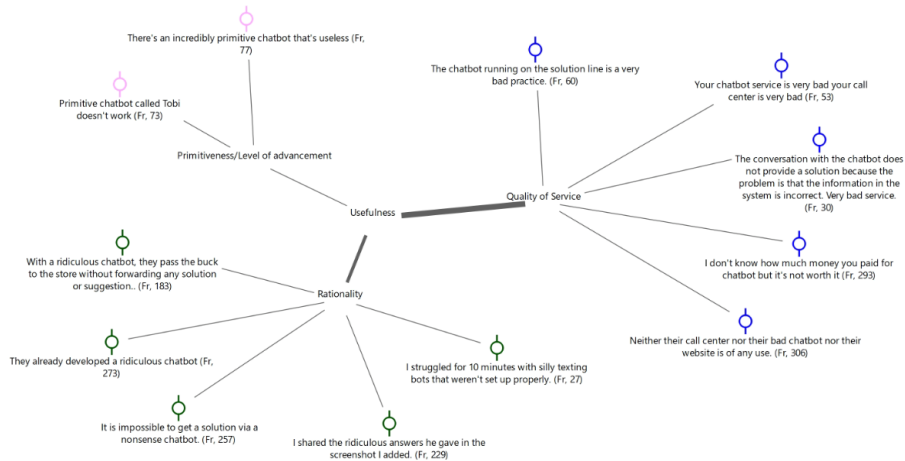 There's an incredibly primitive chatbot that's useless (Fr,
77)
Primitive chatbot called Tobi
doesn't work (Fr, 73)
Primitiveness/Level of advancement
The chatbot running on the solution line is a very
bad practice. (Fr, 60)
Your chatbot service is very bad your call
center is very bad (Fr, 53)
The conversation with the chatbot does
not provide a solution because the
problem is that the information in the
system is incorrect. Very bad service.
(Fr, 30)
Quality of Service
Usefulness
I don't know how much money you paid for
chatbot but it's not worth it (Fr, 293)
Neither their call center nor their bad chatbot nor their
website is of any use. (Fr, 306)
With a ridiculous chatbot, they pass the buck
to the store without forwarding any solution
or suggestion.. (Fr, 183)
Rationality
They already developed a ridiculous chatbot (Fr,
273)
I struggled for 10 minutes with silly texting
bots that weren't set up properly. (Fr, 27)
It is impossible to get a solution via a
nonsense chatbot. (Fr, 257)
I shared the ridiculous answers he gave in the
screenshot I added. (Fr, 229)